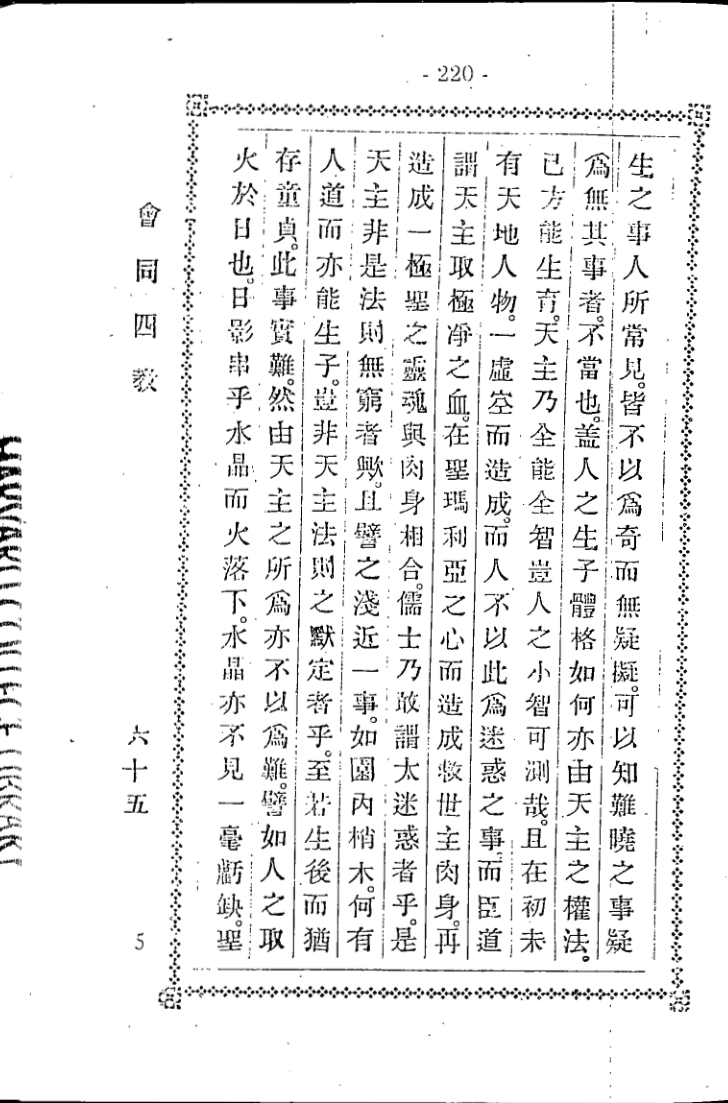 - 220 -
生之事人所常見。皆不以爲奇而無疑擬。可以知難曉之事疑
爲無其事者。不當也。盖人之生子體格如何亦由天主之權法。
已方能生育。天主乃全能全智豈人之小智可測哉。且在初未
有天地人物。一虛空而造成。而人不以此爲迷惑之事而臣道
謂天主取極凈之血。在聖瑪利亞之心而造成救世主肉身。再
造成一極聖之靈魂與肉身相合。儒士乃敢謂太迷惑者乎。是
天主非是法則無窮者歟。且譬之淺近一事。如園內梢木。何有
人道而亦能生子。豈非天主法則之默定者乎。至若生後而猶
存童貞。此事實難。然由天主之所爲亦不以爲難。譬如人之取
火於日也。日影串乎水晶而火落下。水晶亦不見一毫虧缺。聖
會同四教
六十五
5